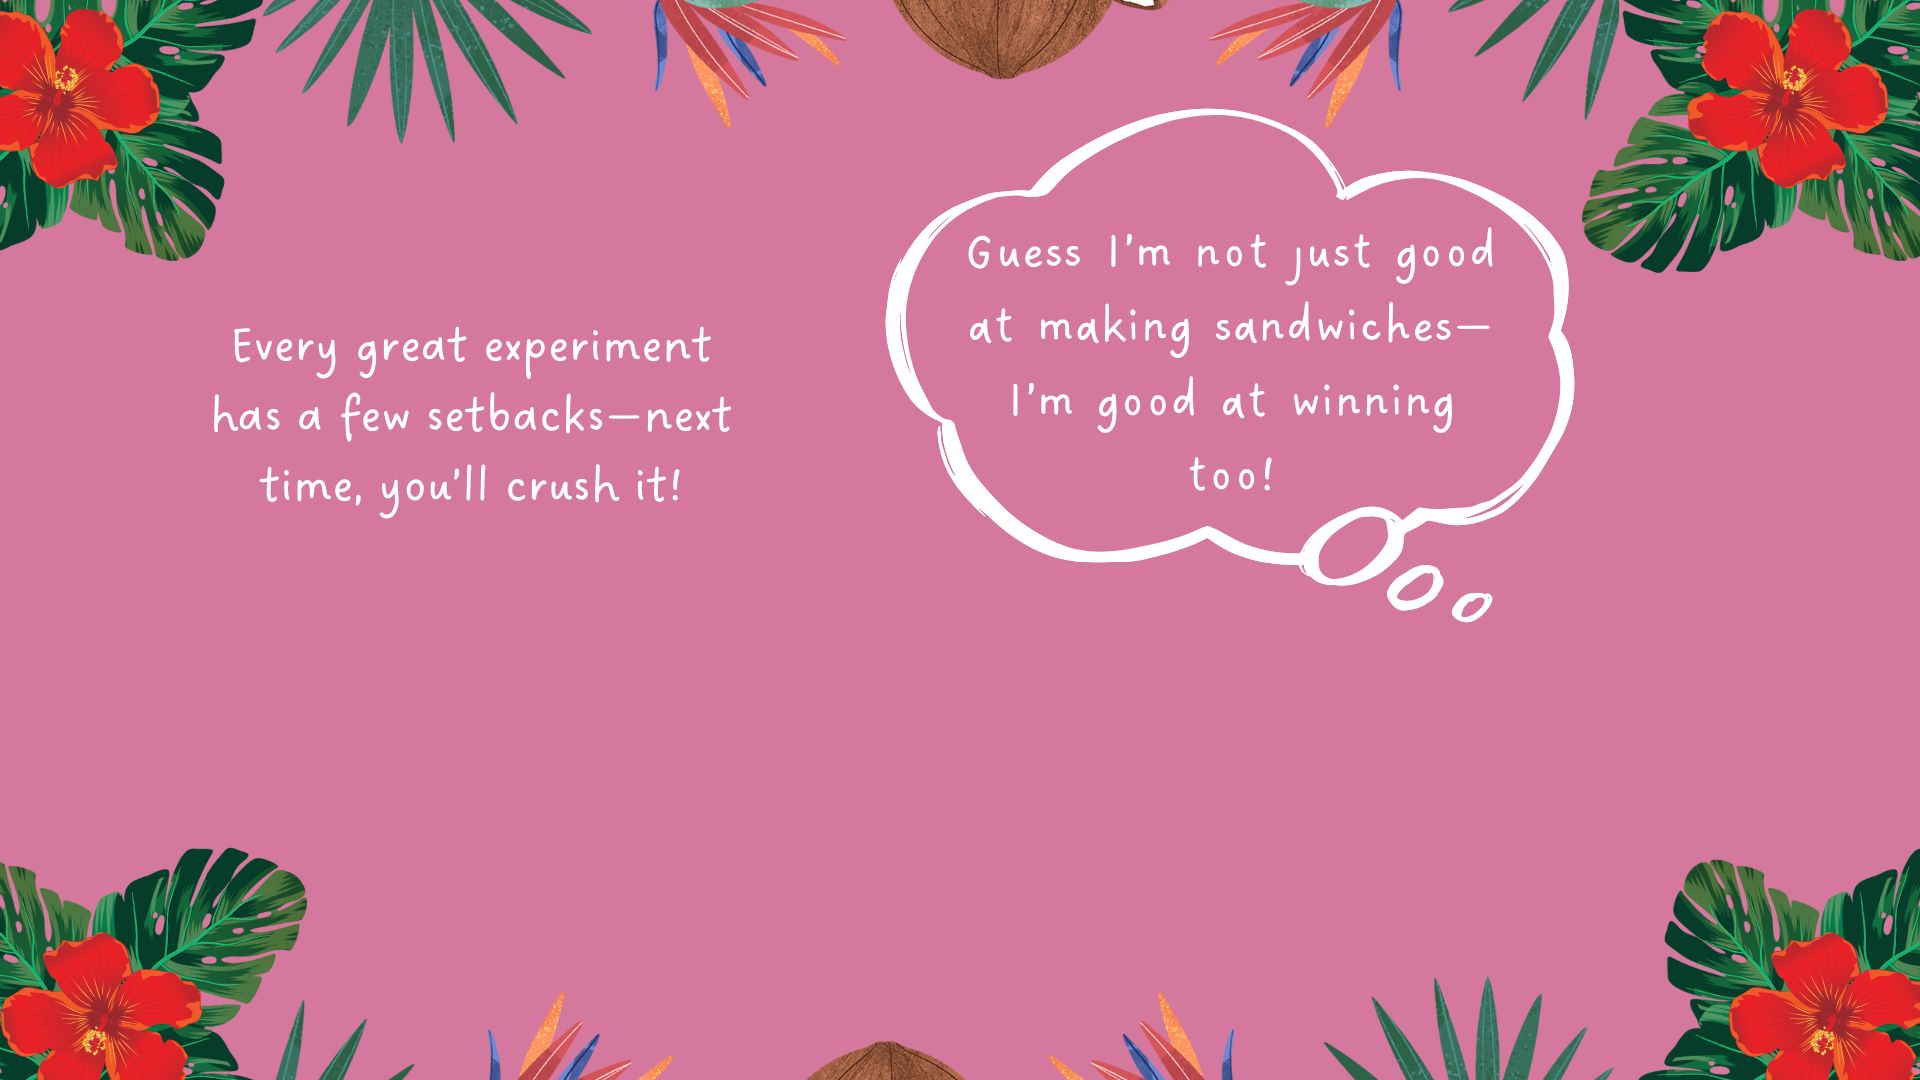 Every great experiment
has a few setbacks—next
time, you'll crush it!
Guess I'm not just good
at making sandwiches—
I'm good at winning
too!